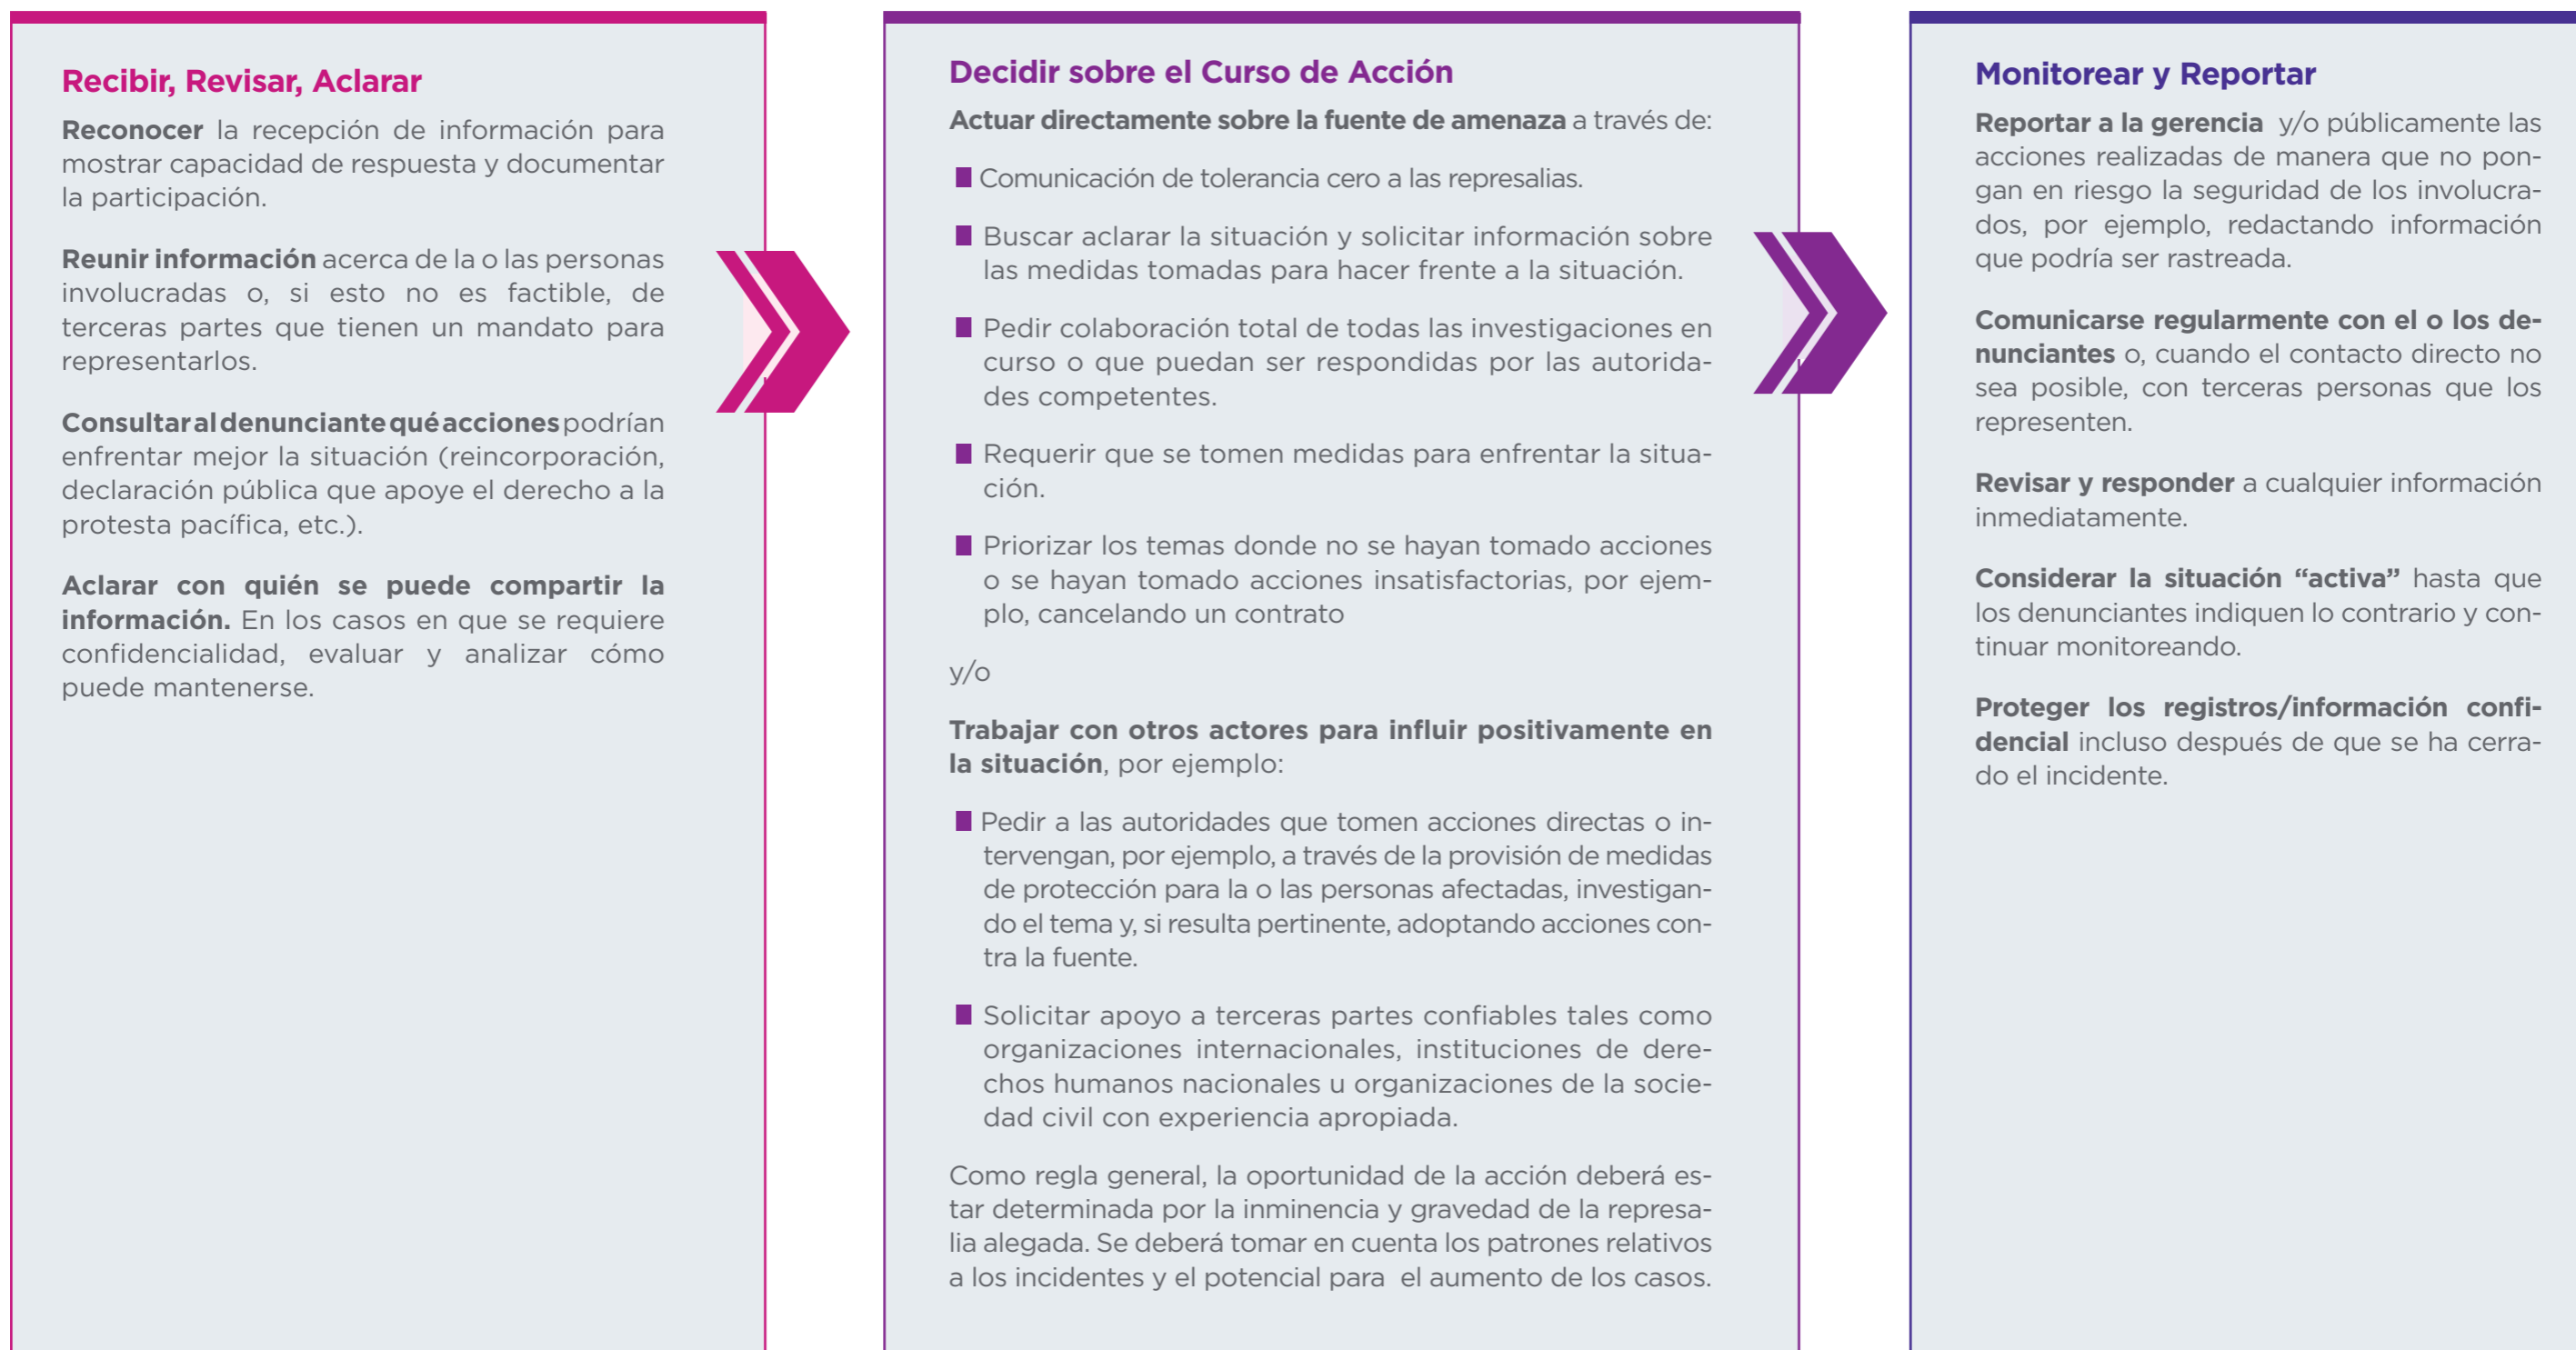 Recibir, Revisar, Aclarar
Reconocer la recepción de información para
mostrar capacidad de respuesta y documentar
la participación.
Reunir información acerca de la o las personas
involucradas o, si esto no es factible, de
terceras partes que tienen un mandato para
representarlos.
Consultar al denunciante qué acciones podrían
enfrentar mejor la situación (reincorporación,
declaración pública que apoye el derecho a la
protesta pacífica, etc.).
Aclarar con quién se puede compartir la
información. En los casos en que se requiere
confidencialidad, evaluar y analizar cómo
puede mantenerse.
Decidir sobre el Curso de Acción
Actuar directamente sobre la fuente de amenaza a través de:
Comunicación de tolerancia cero a las represalias.
Buscar aclarar la situación y solicitar información sobre
las medidas tomadas para hacer frente a la situación.
Pedir colaboración total de todas las investigaciones en
curso o que puedan ser respondidas por las autorida-
des competentes.
Requerir que se tomen medidas para enfrentar la situa-
ción.
Priorizar los temas donde no se hayan tomado acciones
o se hayan tomado acciones insatisfactorias, por ejem-
plo, cancelando un contrato
y/o
Trabajar con otros actores para influir positivamente en
la situación, por ejemplo:
Pedir a las autoridades que tomen acciones directas o in-
tervengan, por ejemplo, a través de la provisión de medidas
de protección para la o las personas afectadas, investigan-
do el tema y, si resulta pertinente, adoptando acciones con-
tra la fuente.
Solicitar apoyo a terceras partes confiables tales como
organizaciones internacionales, instituciones de dere-
chos humanos nacionales u organizaciones de la socie-
dad civil con experiencia apropiada.
Como regla general, la oportunidad de la acción deberá es-
tar determinada por la inminencia y gravedad de la represa-
lia alegada. Se deberá tomar en cuenta los patrones relativos
a los incidentes y el potencial para el aumento de los casos.
Monitorear y Reportar
Reportar a la gerencia y/o públicamente las
acciones realizadas de manera que no pon-
gan en riesgo la seguridad de los involucra-
dos, por ejemplo, redactando información
que podría ser rastreada.
Comunicarse regularmente con el o los de-
nunciantes o, cuando el contacto directo no
sea posible, con terceras personas que los
representen.
Revisar y responder a cualquier información
inmediatamente.
Considerar la situación “activa” hasta que
los denunciantes indiquen lo contrario y con-
tinuar monitoreando.
Proteger los registros/información confi-
dencial incluso después de que se ha cerra-
do el incidente.